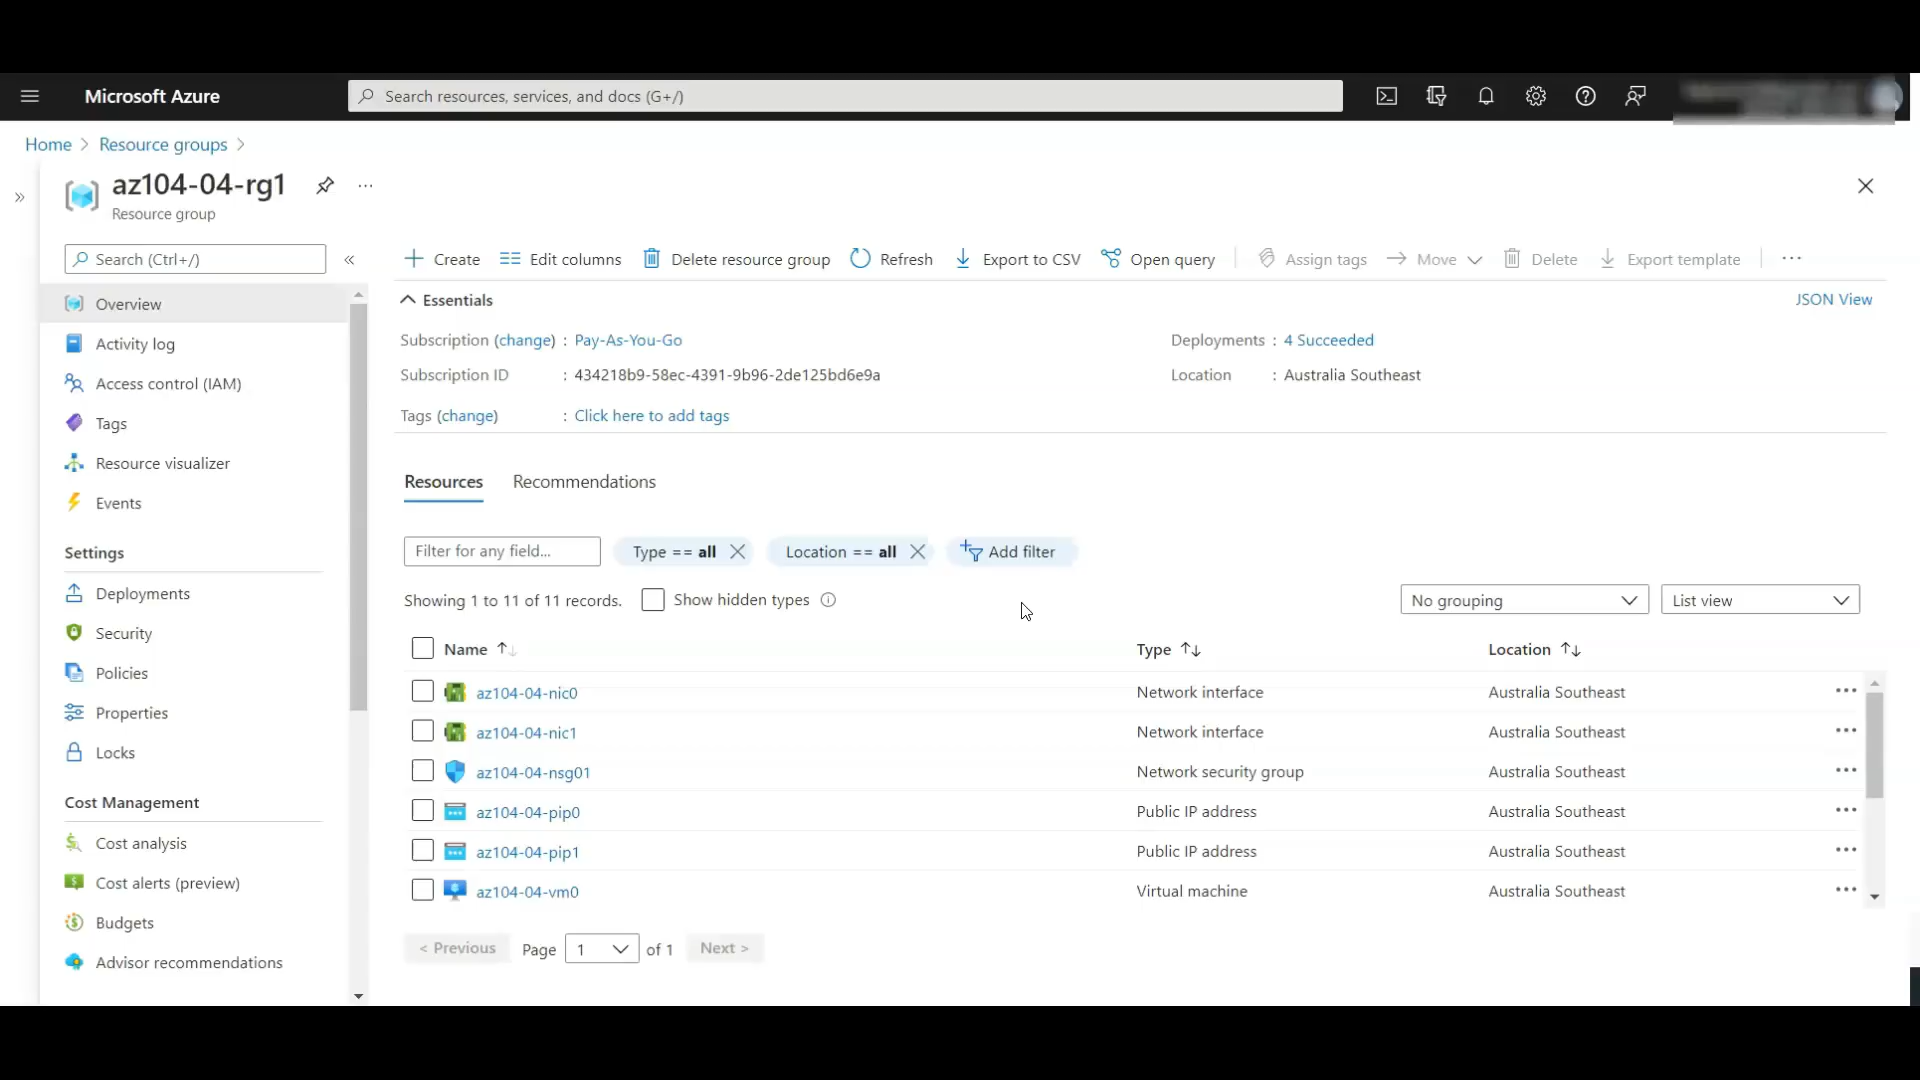 Microsoft Azure
Search resources, services, and docs (G+/)
Home > Resource groups >
az104-04-rg1
Resource group
Search (Ctrl+/)
Create Edit columns Delete resource group Refresh Export to CSV Open query Assign tags Move Delete Export template
Overview
Activity log
Access control (IAM)
Tags
Resource visualizer
Events
Settings
Deployments
Security
Policies
Properties
Locks
Cost Management
Cost analysis
Cost alerts (preview)
Budgets
Advisor recommendations
Essentials JSON View
Subscription (change) : Pay-As-You-Go Deployments : 4 Succeeded
Subscription ID : 434218b9-58ec-4391-9b96-2de125bd6e9a Location : Australia Southeast
Tags (change) : Click here to add tags
Resources Recommendations
Filter for any field... Type == all Location == all Add filter
Showing 1 to 11 of 11 records. Show hidden types No grouping List view
Name Type Location
az104-04-nic0 Network interface Australia Southeast
az104-04-nic1 Network interface Australia Southeast
az104-04-nsg01 Network security group Australia Southeast
az104-04-pip0 Public IP address Australia Southeast
az104-04-pip1 Public IP address Australia Southeast
az104-04-vm0 Virtual machine Australia Southeast
< Previous Page 1 of 1 Next >